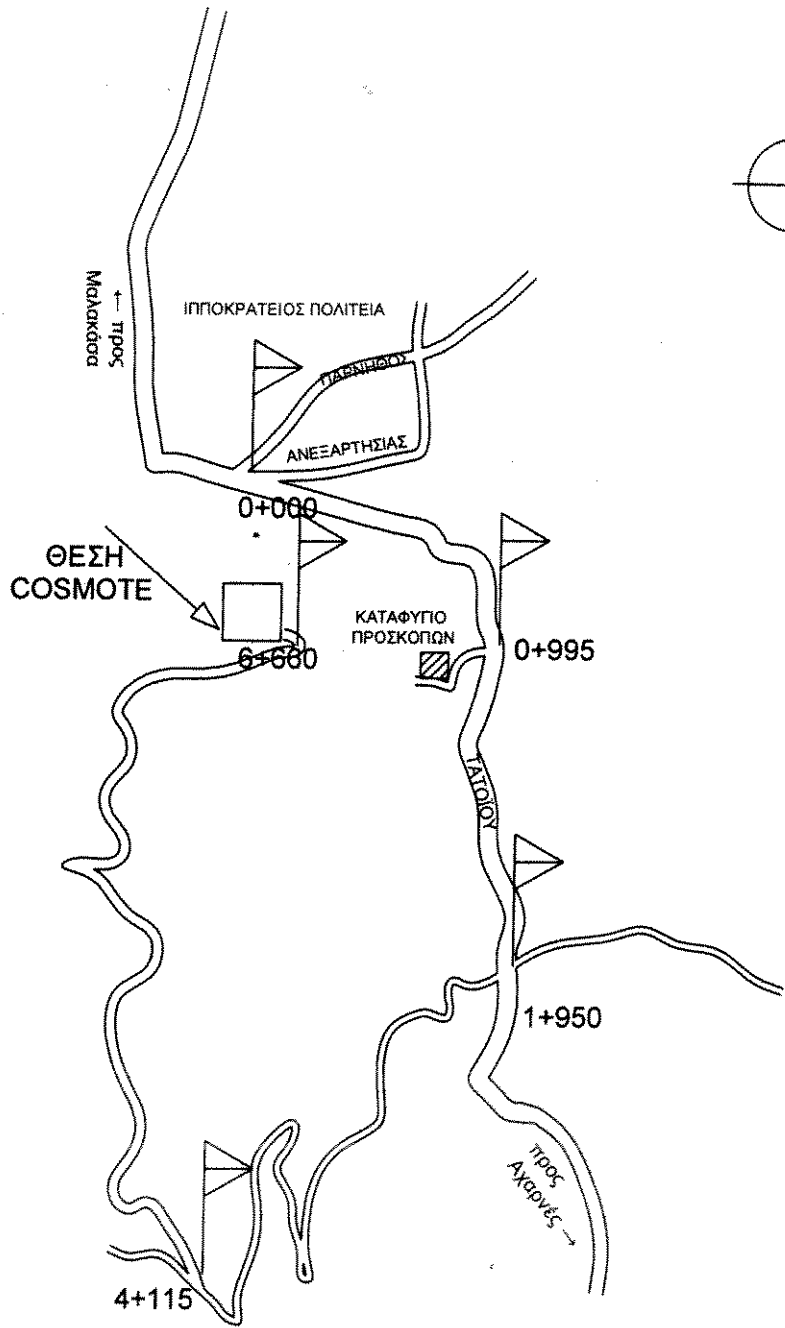 ← προς
Μαλακάσα
ΙΠΠΟΚΡΑΤΕΙΟΣ ΠΟΛΙΤΕΙΑ
ΠΑΡΝΗΘΟΣ
ΑΝΕΞΑΡΤΗΣΙΑΣ
0+000
ΘΕΣΗ
COSMOTE
ΚΑΤΑΦΥΓΙΟ
ΠΡΟΣΚΟΠΩΝ
6+660
0+995
ΤΑΤΟΪΟΥ
1+950
προς
Αχαρνές →
4+115